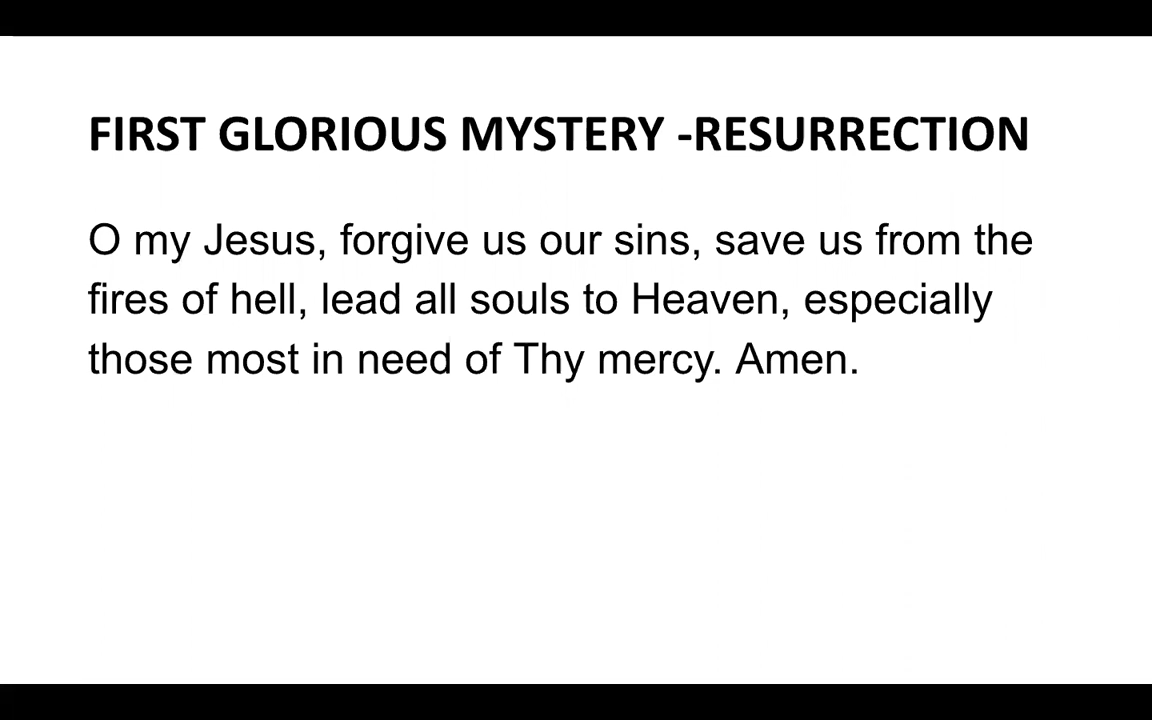 FIRST GLORIOUS MYSTERY -RESURRECTION
O my Jesus, forgive us our sins, save us from the
fires of hell, lead all souls to Heaven, especially
those most in need of Thy mercy. Amen.